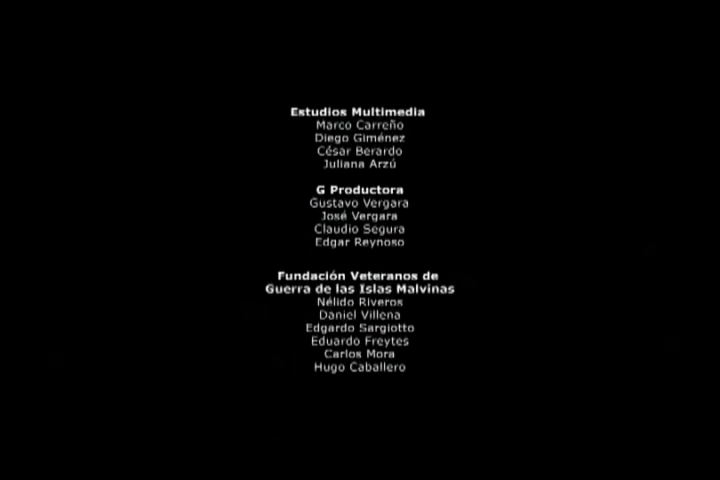 Estudios Multimedia
Marco Carreño
Diego Giménez
César Berardo
Juliana Arzú
G Productora
Gustavo Vergara
José Vergara
Claudio Segura
Edgar Reynoso
Fundación Veteranos de
Guerra de las Islas Malvinas
Nélido Riveros
Daniel Villena
Edgardo Sargiotto
Eduardo Freytes
Carlos Mora
Hugo Caballero